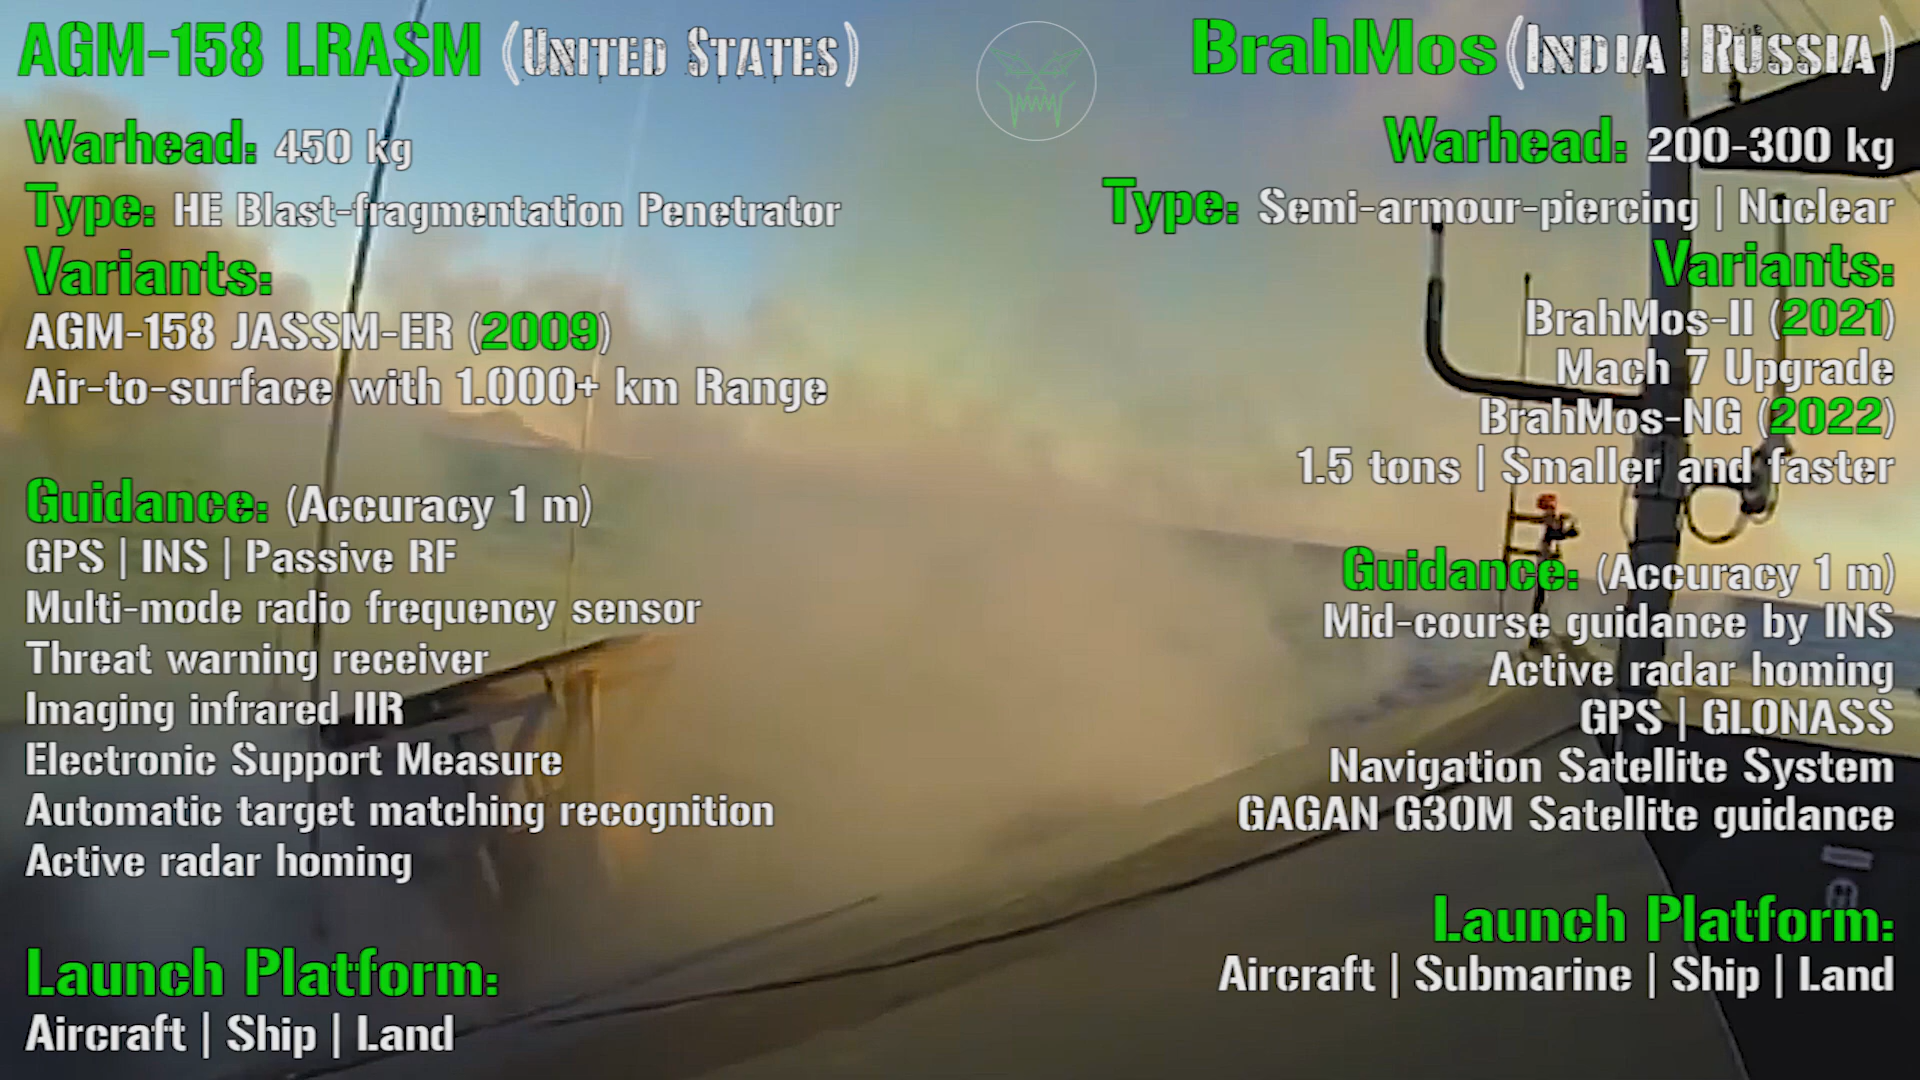 AGM-158 LRASM (United States)
Warhead: 450 kg
Type: HE Blast-fragmentation Penetrator
Variants:
AGM-158 JASSM-ER (2009)
Air-to-surface with 1.000+ km Range
Guidance: (Accuracy 1 m)
GPS | INS | Passive RF
Multi-mode radio frequency sensor
Threat warning receiver
Imaging infrared IIR
Electronic Support Measure
Automatic target matching recognition
Active radar homing
Launch Platform:
Aircraft | Ship | Land
BrahMos (India | Russia)
Warhead: 200-300 kg
Type: Semi-armour-piercing | Nuclear
Variants:
BrahMos-II (2021)
Mach 7 Upgrade
BrahMos-NG (2022)
1.5 tons | Smaller and faster
Guidance: (Accuracy 1 m)
Mid-course guidance by INS
Active radar homing
GPS | GLONASS
Navigation Satellite System
GAGAN G3OM Satellite guidance
Launch Platform:
Aircraft | Submarine | Ship | Land